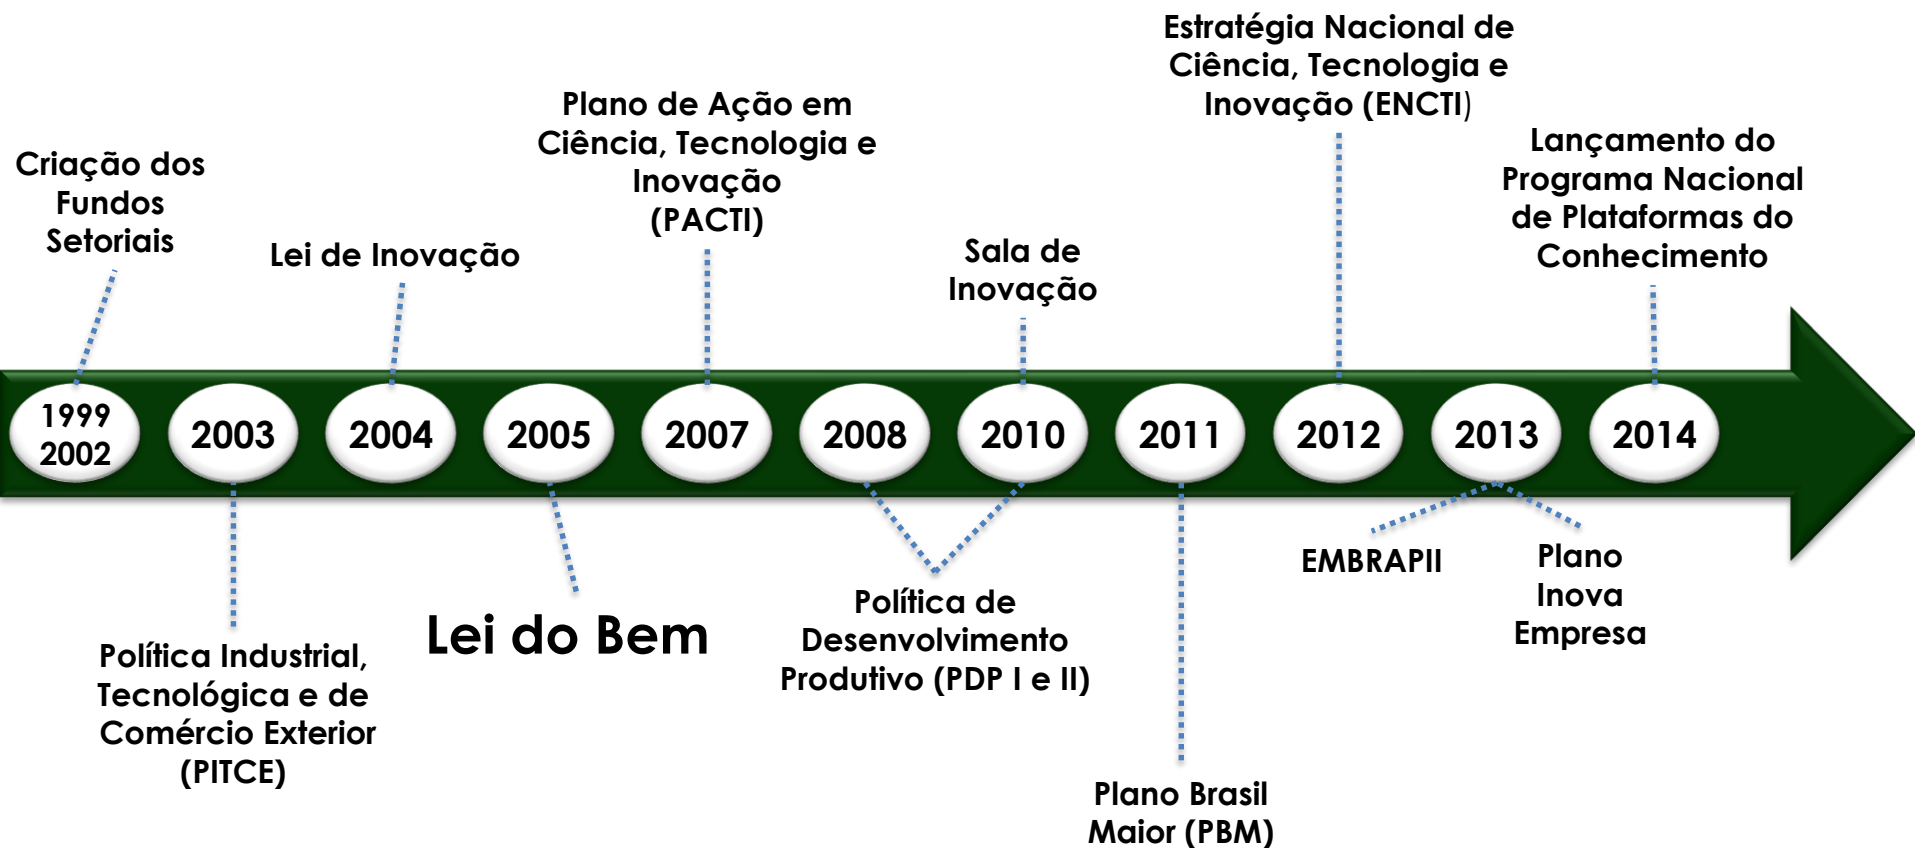 Criação dos
Fundos
Setoriais
Lei de Inovação
Plano de Ação em
Ciência, Tecnologia e
Inovação
(PACTI)
Sala de
Inovação
Estratégia Nacional de
Ciência, Tecnologia e
Inovação (ENCTI)
Lançamento do
Programa Nacional
de Plataformas do
Conhecimento
1999
2002
2003
2004
2005
2007
2008
2010
2011
2012
2013
2014
Política Industrial,
Tecnológica e de
Comércio Exterior
(PITCE)
Lei do Bem
Política de
Desenvolvimento
Produtivo (PDP I e II)
Plano Brasil
Maior (PBM)
EMBRAPII
Plano
Inova
Empresa